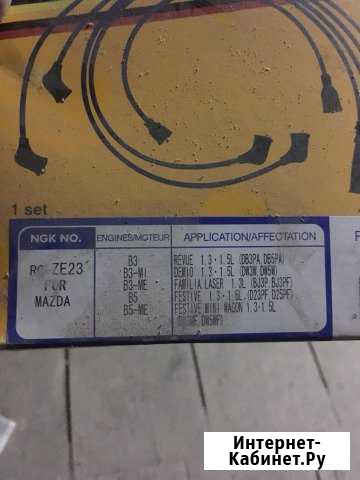 1 set
NGK NO. ENGINES/MOTEUR APPLICATION/AFFECTATION
RC-ZE23
FOR
MAZDA
B3
B3-MI
B3-ME
B5
B5-ME
REVUE 1.3・1.5L (DB3PA, DB5PA)
DEMIO 1.3・1.5L (DW3W, DW5W)
FAMILIA, LASER 1.3L (BJ3P, BJ3PF)
FESTIVE 1.3・1.5L (D23PF, D25PF)
FESTIVE MINI WAGON 1.3・1.5L
Интернет-
Кабинет.Ру